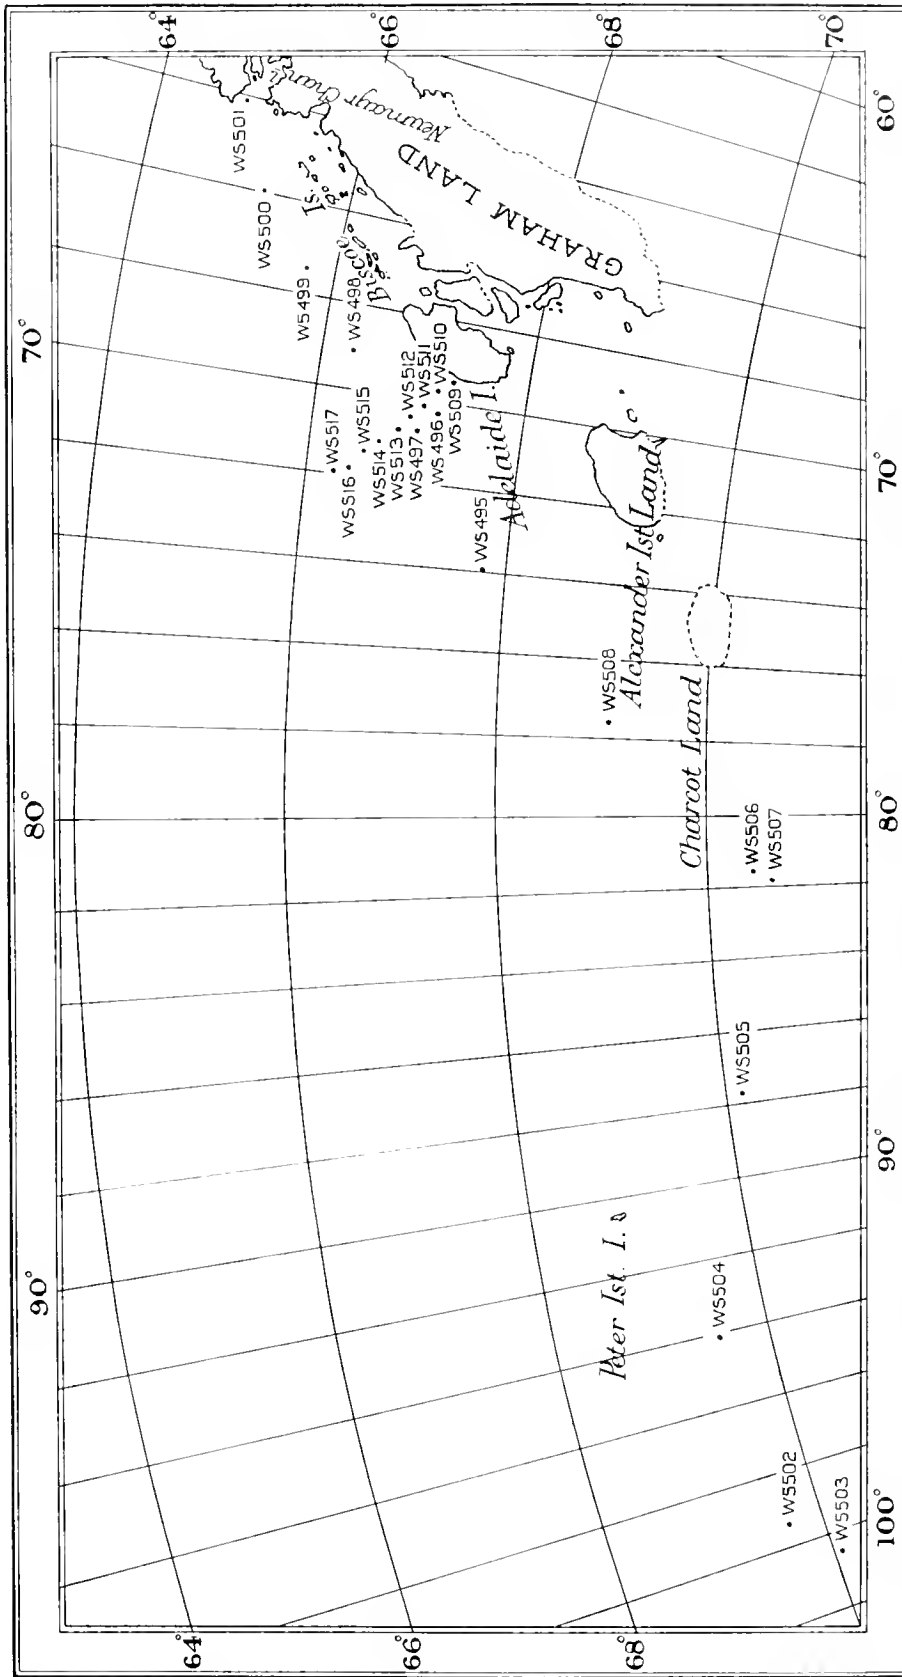 70°
80°
90°
64°
66°
68°
70°
60°
70°
80°
90°
100°
64°
66°
68°
WS501
WS500
WS499
WS498
WS517
WS516
WS515
WS514
WS513
WS497
WS512
WS511
WS510
WS496
WS509
WS495
WS508
WS506
WS507
WS505
WS504
WS502
WS503
Neumayr Chan!
Biscoe Is.
GRAHAM LAND
Adelaide I.
Alexander Ist Land
Charcot Land
Peter Ist. I.